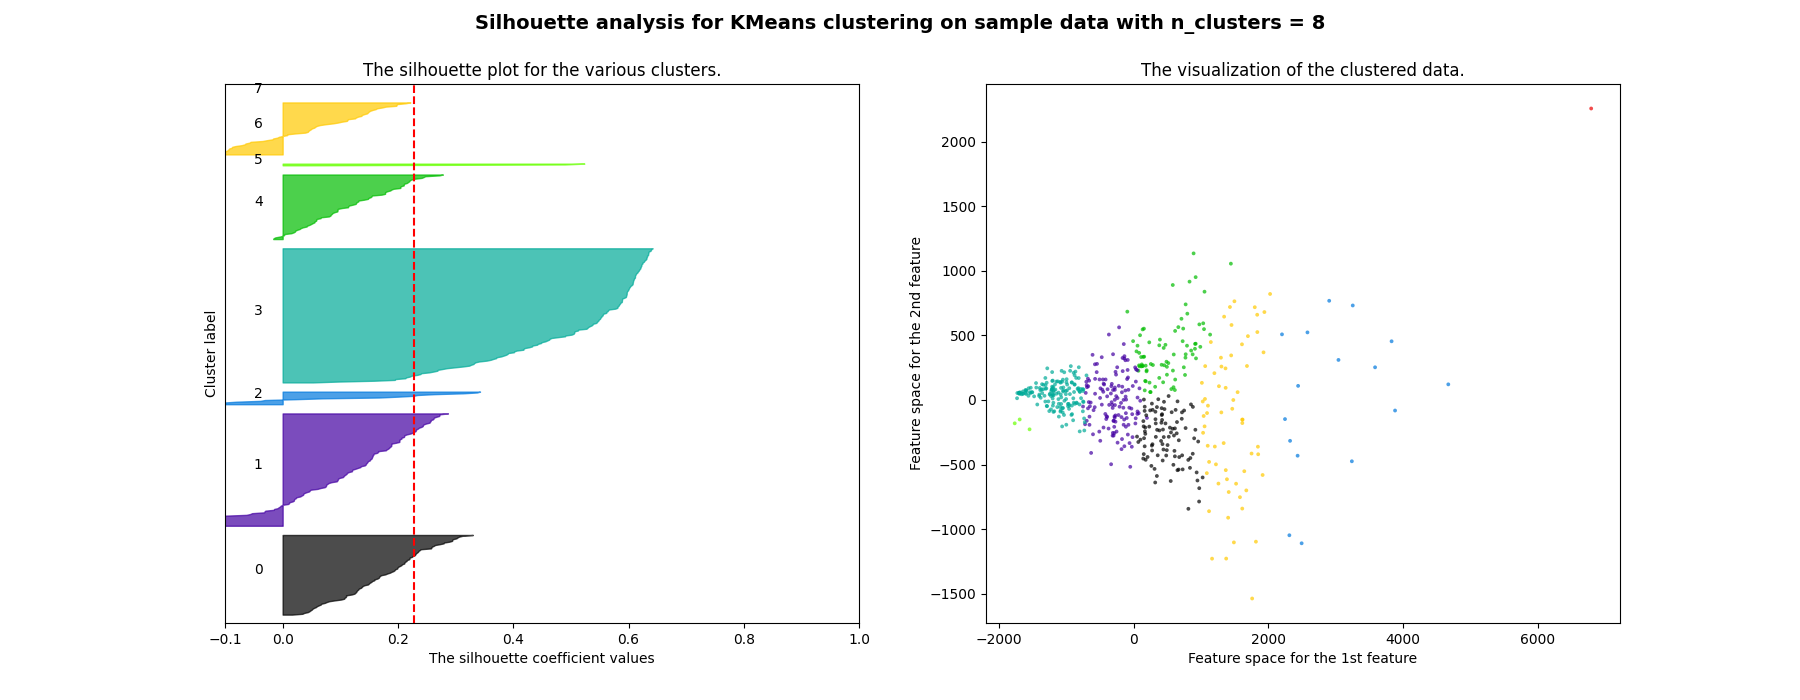 Silhouette analysis for KMeans clustering on sample data with n_clusters = 8
The silhouette plot for the various clusters.
7
6
5
4
3
2
1
0
Cluster label
−0.1 0.0 0.2 0.4 0.6 0.8 1.0
The silhouette coefficient values
The visualization of the clustered data.
2000
1500
1000
500
0
−500
−1000
−1500
Feature space for the 2nd feature
−2000 0 2000 4000 6000
Feature space for the 1st feature